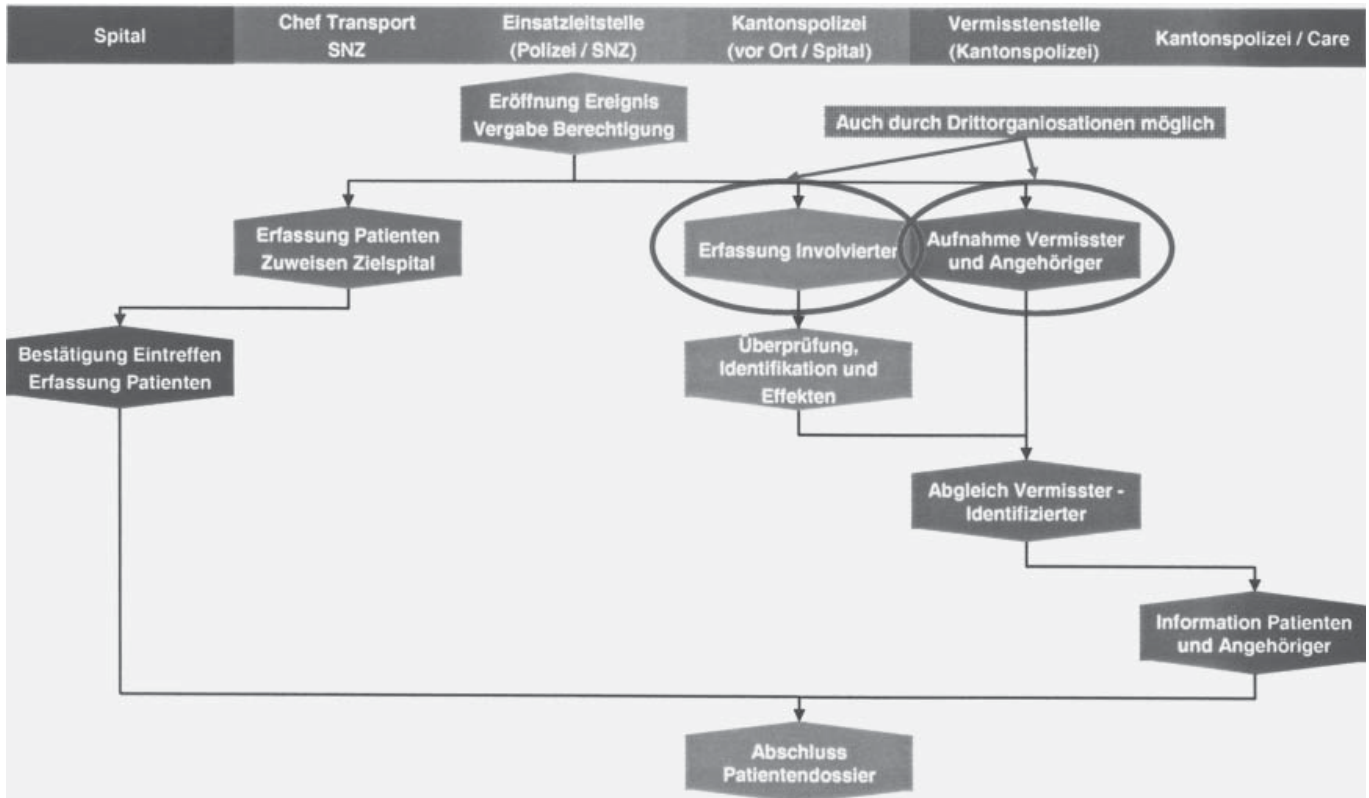 Spital
Chef Transport
SNZ
Einsatzleitstelle
(Polizei / SNZ)
Kantonspolizei
(vor Ort / Spital)
Vermisstenstelle
(Kantonspolizei)
Kantonspolizei / Care
Eröffnung Ereignis
Vergabe Berechtigung
Auch durch Drittorganiosationen möglich
Erfassung Patienten
Zuweisen Zielspital
Erfassung Involvierter
Aufnahme Vermisster
und Angehöriger
Bestätigung Eintreffen
Erfassung Patienten
Überprüfung,
Identifikation und
Effekten
Abgleich Vermisster -
Identifizierter
Information Patienten
und Angehöriger
Abschluss
Patientendossier